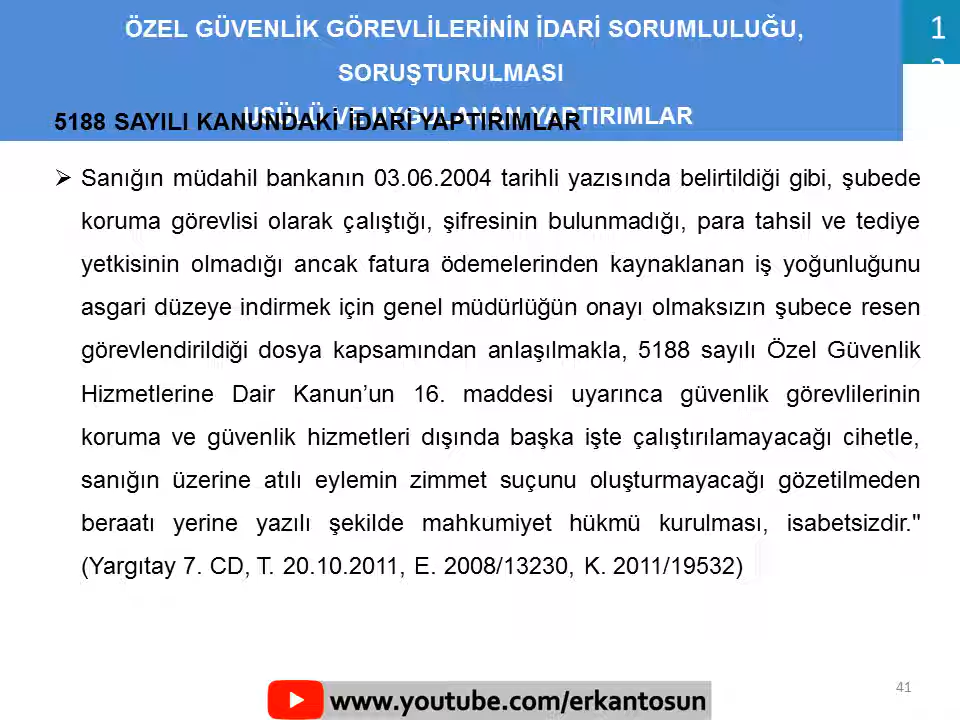 ÖZEL GÜVENLİK GÖREVLİLERİNİN İDARİ SORUMLULUĞU,
SORUŞTURULMASI
USÜLÜ VE UYGULANAN YAPTIRIMLAR
5188 SAYILI KANUNDAKİ İDARİ YAPTIRIMLAR
➢ Sanığın müdahil bankanın 03.06.2004 tarihli yazısında belirtildiği gibi, şubede
koruma görevlisi olarak çalıştığı, şifresinin bulunmadığı, para tahsil ve tediye
yetkisinin olmadığı ancak fatura ödemelerinden kaynaklanan iş yoğunluğunu
asgari düzeye indirmek için genel müdürlüğün onayı olmaksızın şubece resen
görevlendirildiği dosya kapsamından anlaşılmakla, 5188 sayılı Özel Güvenlik
Hizmetlerine Dair Kanun’un 16. maddesi uyarınca güvenlik görevlilerinin
koruma ve güvenlik hizmetleri dışında başka işte çalıştırılamayacağı cihetle,
sanığın üzerine atılı eylemin zimmet suçunu oluşturmayacağı gözetilmeden
beraatı yerine yazılı şekilde mahkumiyet hükmü kurulması, isabetsizdir."
(Yargıtay 7. CD, T. 20.10.2011, E. 2008/13230, K. 2011/19532)
41
www.youtube.com/erkantosun